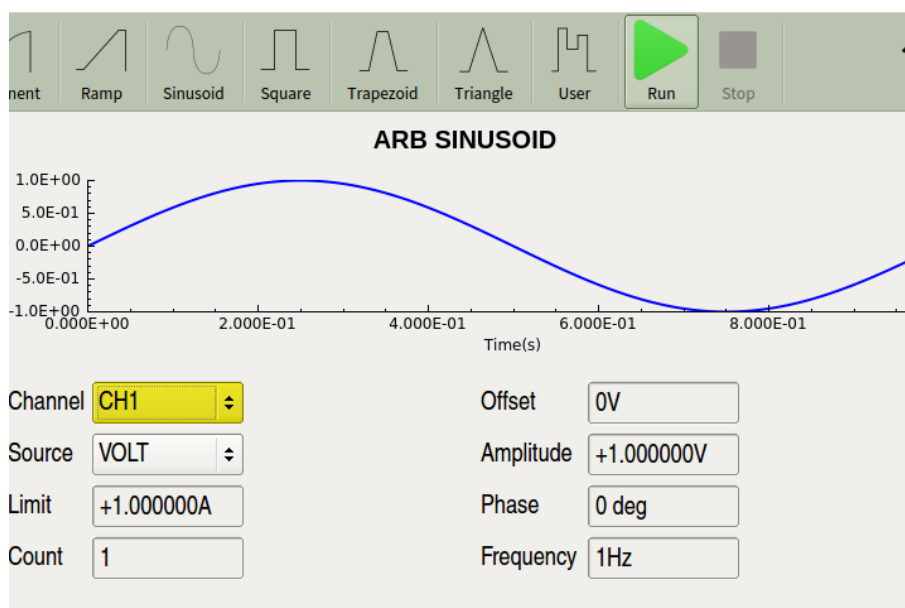 nent Ramp Sinusoid Square Trapezoid Triangle User Run Stop
ARB SINUSOID
1.0E+00
5.0E-01
0.0E+00
-5.0E-01
-1.0E+00
0.000E+00 2.000E-01 4.000E-01 6.000E-01 8.000E-01
Time(s)
Channel CH1 Offset 0V
Source VOLT Amplitude +1.000000V
Limit +1.000000A Phase 0 deg
Count 1 Frequency 1Hz